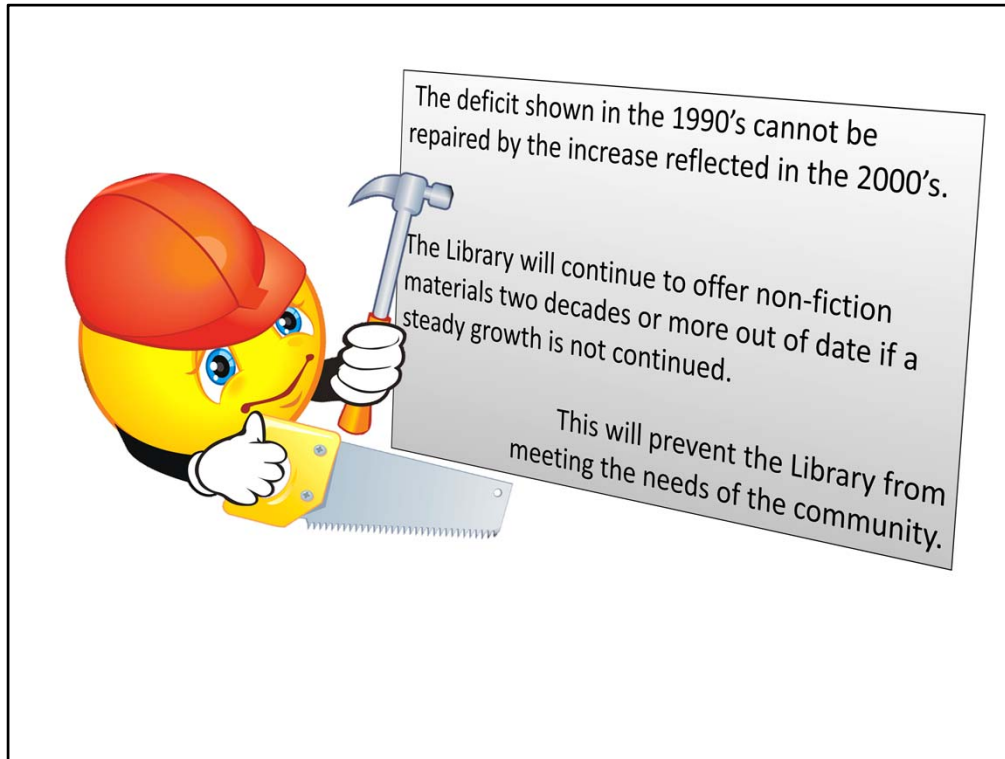 The deficit shown in the 1990’s cannot be
repaired by the increase reflected in the 2000’s.
The Library will continue to offer non-fiction
materials two decades or more out of date if a
steady growth is not continued.
This will prevent the Library from
meeting the needs of the community.